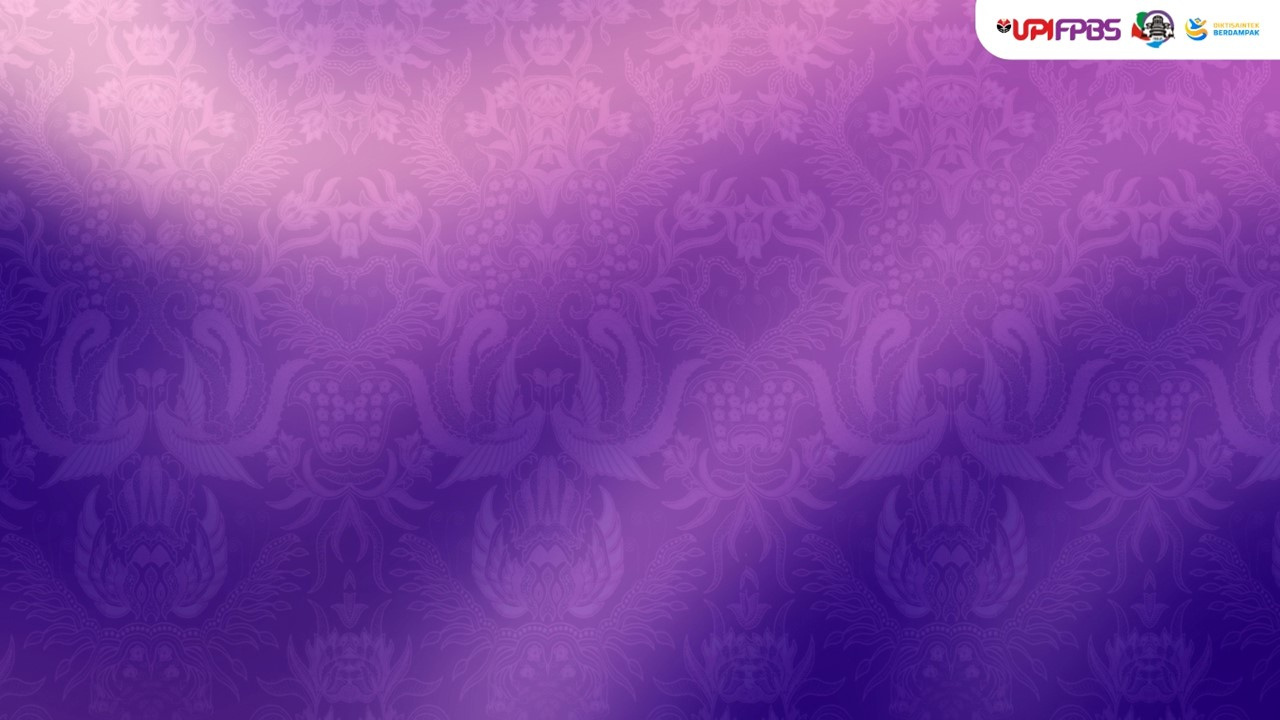 UPI FPBS
DIKTISAINTEK
BERDAMPAK